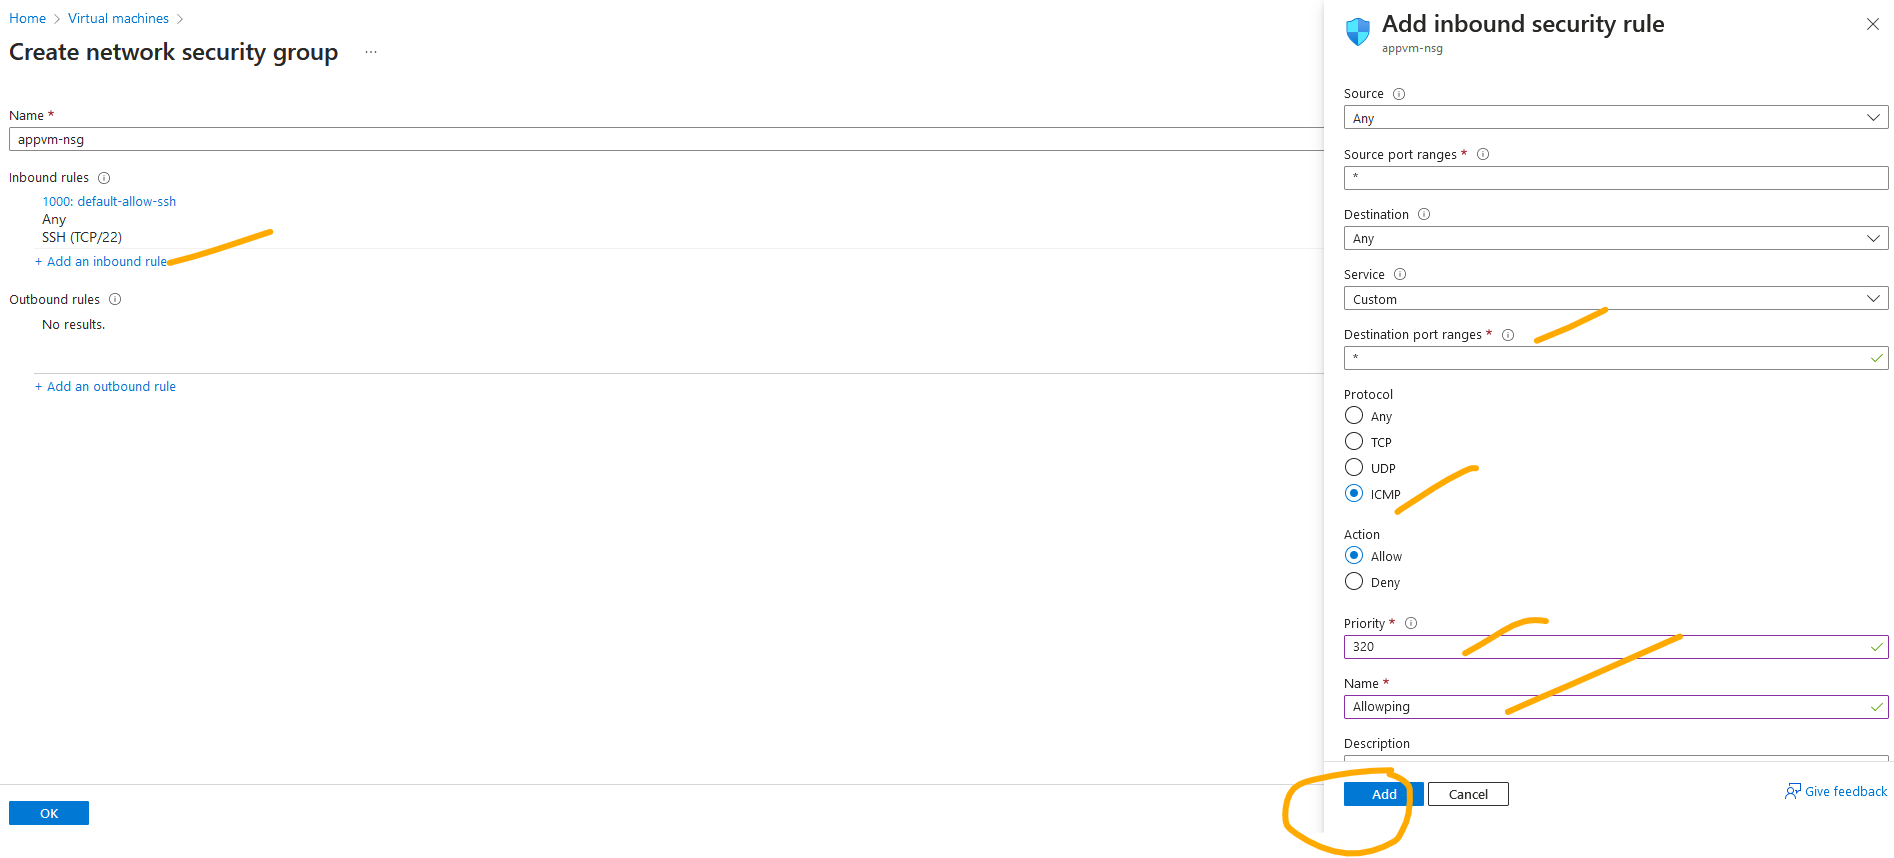 Home > Virtual machines >
Create network security group ...
Name *
appvm-nsg
Inbound rules
1000: default-allow-ssh
Any
SSH (TCP/22)
+ Add an inbound rule
Outbound rules
No results.
+ Add an outbound rule
OK
Add inbound security rule
appvm-nsg
Source
Any
Source port ranges *
*
Destination
Any
Service
Custom
Destination port ranges *
*
Protocol
Any
TCP
UDP
ICMP
Action
Allow
Deny
Priority *
320
Name *
Allowping
Description
Add
Cancel
Give feedback